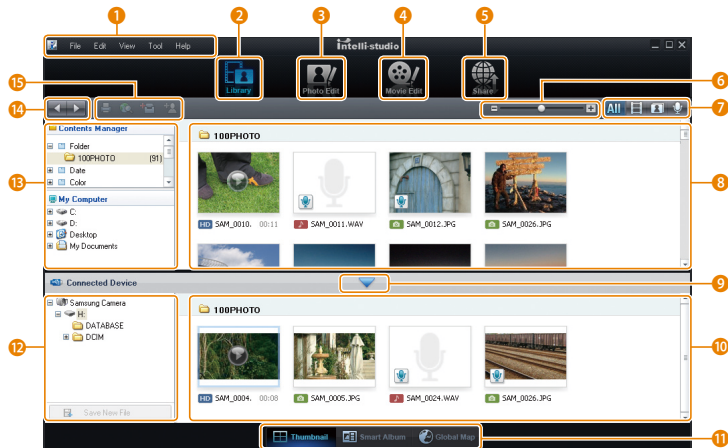 1 2 3 4 5
File Edit View Tool Help
intelli-studio
Library Photo Edit Movie Edit Share
15 6
14 All 7
Contents Manager
Folder
100PHOTO (91)
Date
Color
13
My Computer
C:
D:
Desktop
My Documents
100PHOTO
HD SAM_0010. 00:11 SAM_0011.WAV SAM_0012.JPG SAM_0026.JPG
8
Connected Device
9
Samsung Camera
H:
DATABASE
DCIM
12
Save New File
100PHOTO
HD SAM_0004. 00:08 SAM_0005.JPG SAM_0024.WAV SAM_0026.JPG
10
Thumbnail Smart Album Global Map
11